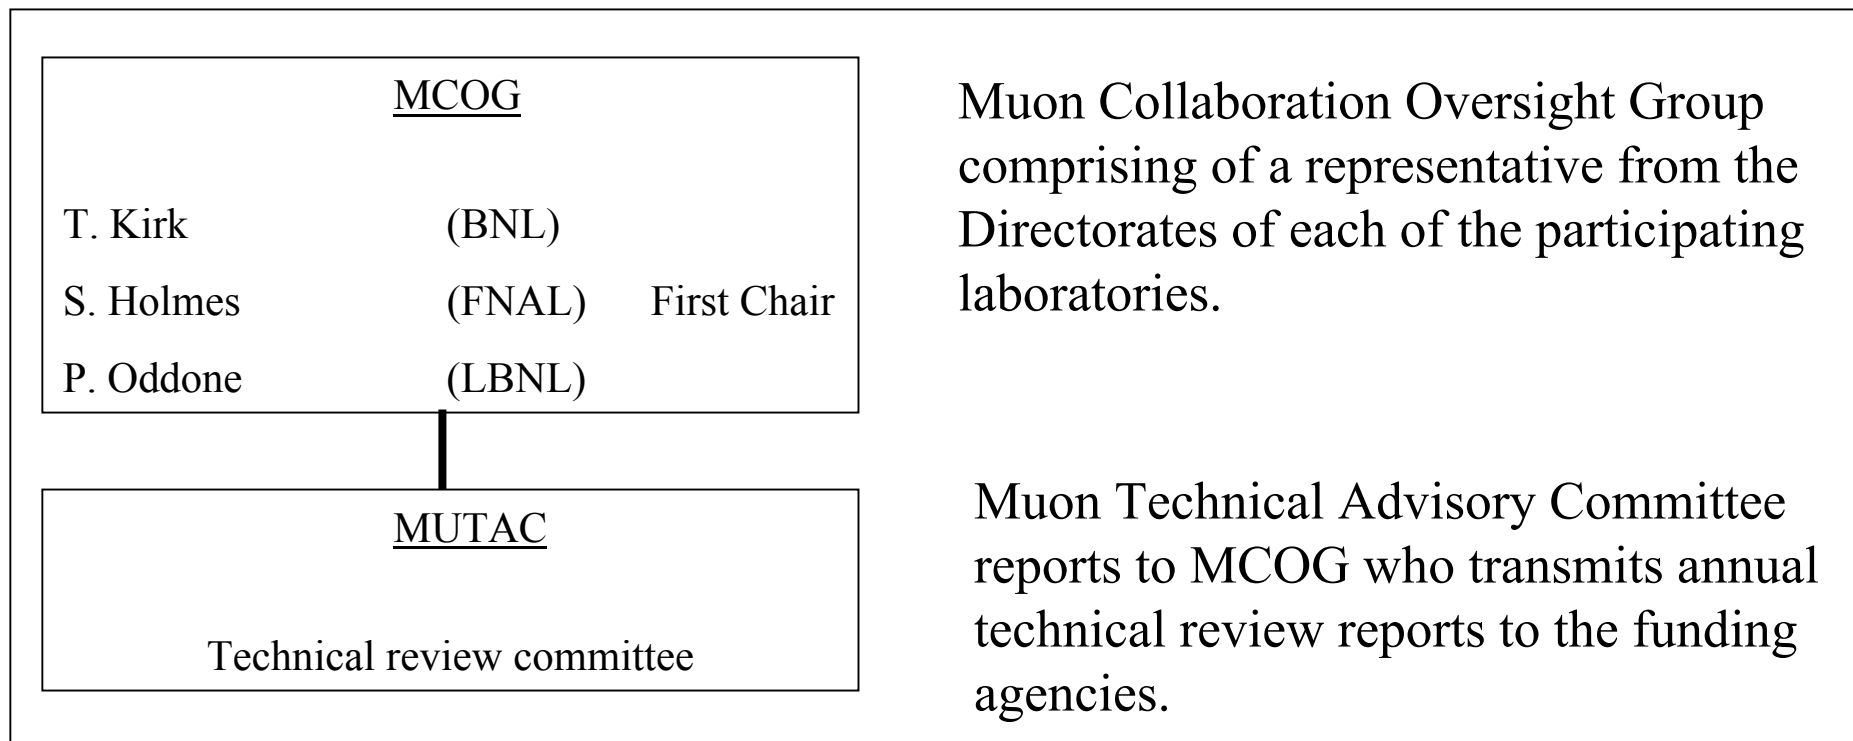 MCOG
T. Kirk (BNL)
S. Holmes (FNAL) First Chair
P. Oddone (LBNL)
Muon Collaboration Oversight Group
comprising of a representative from the
Directorates of each of the participating
laboratories.
MUTAC
Technical review committee
Muon Technical Advisory Committee
reports to MCOG who transmits annual
technical review reports to the funding
agencies.